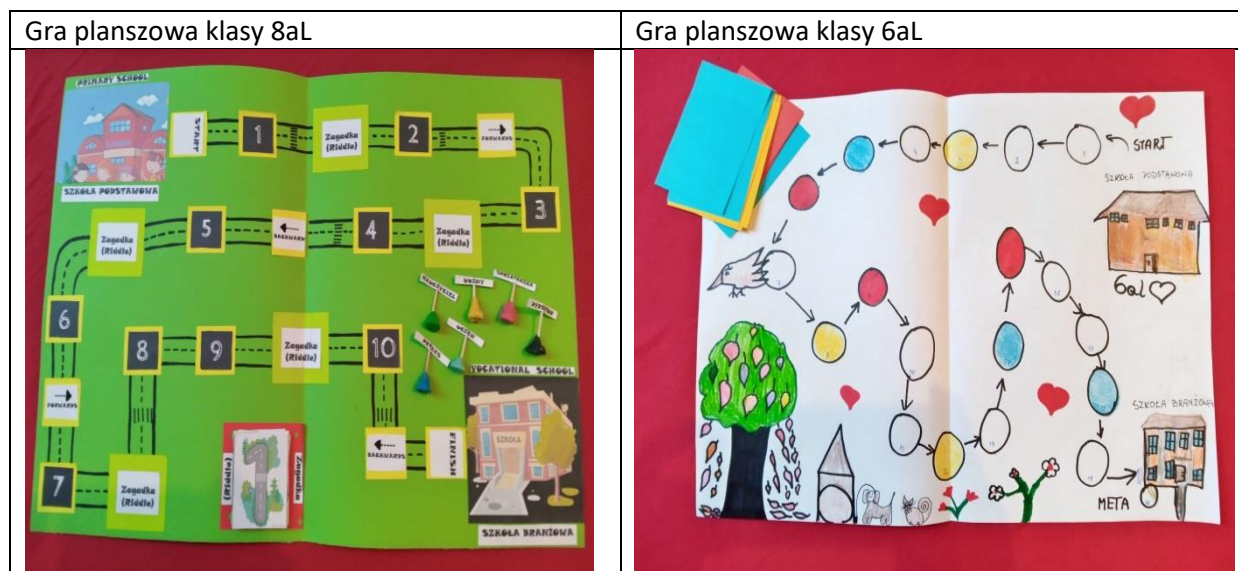 Gra planszowa klasy 8aL
PRIMARY SCHOOL
SZKOŁA PODSTAWOWA
START
1
Zagadka
(Riddle)
2
FORWARDS
3
Zagadka
(Riddle)
4
BACKWARDS
5
Zagadka
(Riddle)
6
FORWARDS
7
Zagadka
(Riddle)
8
9
Zagadka
(Riddle)
10
BACKWARDS
FINISH
Zagadka
(Riddle)
VOCATIONAL SCHOOL
SZKOŁA
SZKOŁA BRANŻOWA
Gra planszowa klasy 6aL
START
SZKOŁA PODSTAWOWA
6aL
SZKOŁA BRANŻOWA
META